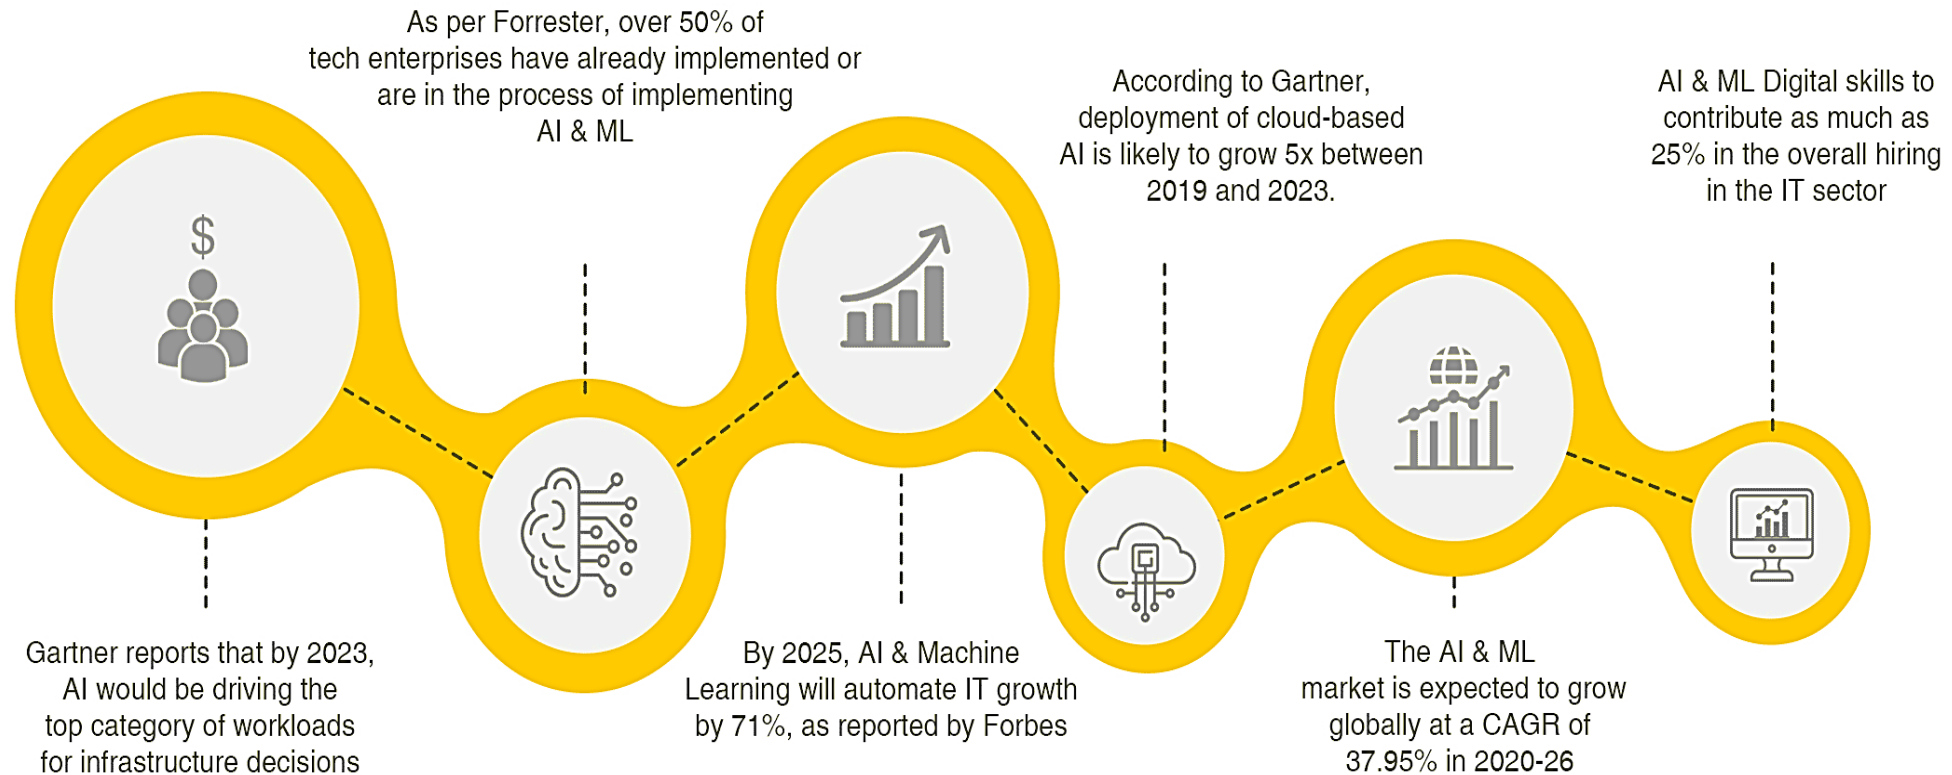 As per Forrester, over 50% of
tech enterprises have already implemented or
are in the process of implementing
AI & ML
According to Gartner,
deployment of cloud-based
AI is likely to grow 5x between
2019 and 2023.
AI & ML Digital skills to
contribute as much as
25% in the overall hiring
in the IT sector
$
Gartner reports that by 2023,
AI would be driving the
top category of workloads
for infrastructure decisions
By 2025, AI & Machine
Learning will automate IT growth
by 71%, as reported by Forbes
The AI & ML
market is expected to grow
globally at a CAGR of
37.95% in 2020-26